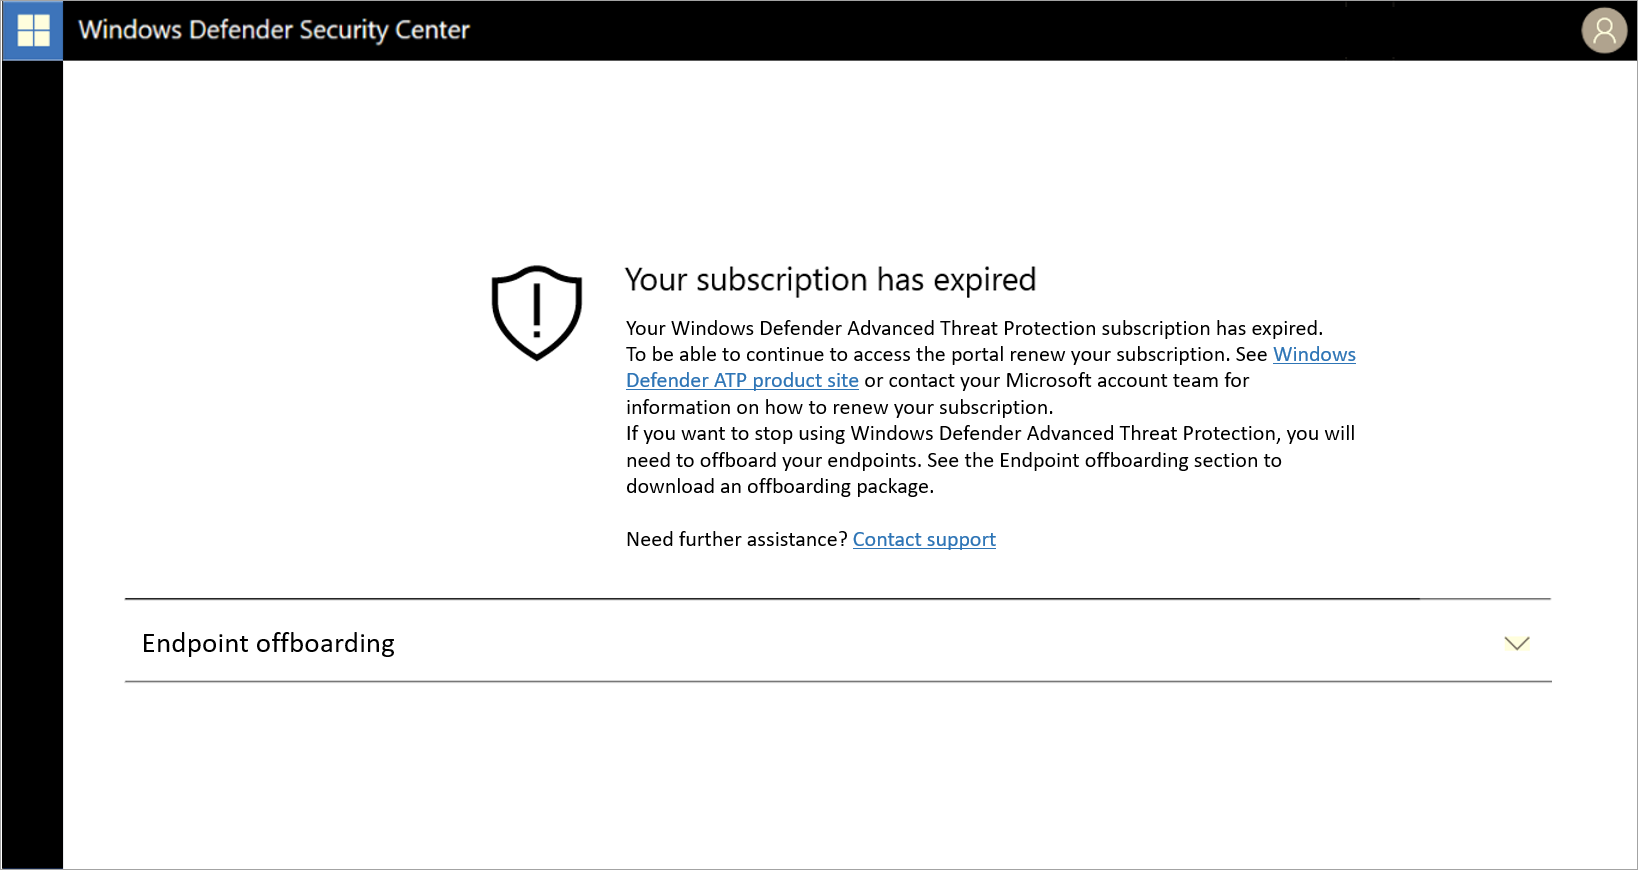 Windows Defender Security Center
Your subscription has expired
Your Windows Defender Advanced Threat Protection subscription has expired.
To be able to continue to access the portal renew your subscription. See Windows
Defender ATP product site or contact your Microsoft account team for
information on how to renew your subscription.
If you want to stop using Windows Defender Advanced Threat Protection, you will
need to offboard your endpoints. See the Endpoint offboarding section to
download an offboarding package.
Need further assistance? Contact support
Endpoint offboarding